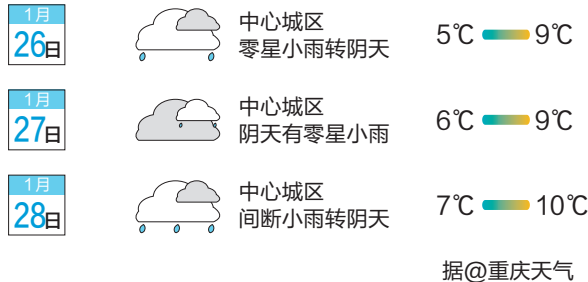 1月
26日
中心城区
零星小雨转阴天
5℃ 9℃
1月
27日
中心城区
阴天有零星小雨
6℃ 9℃
1月
28日
中心城区
间断小雨转阴天
7℃ 10℃
据@重庆天气